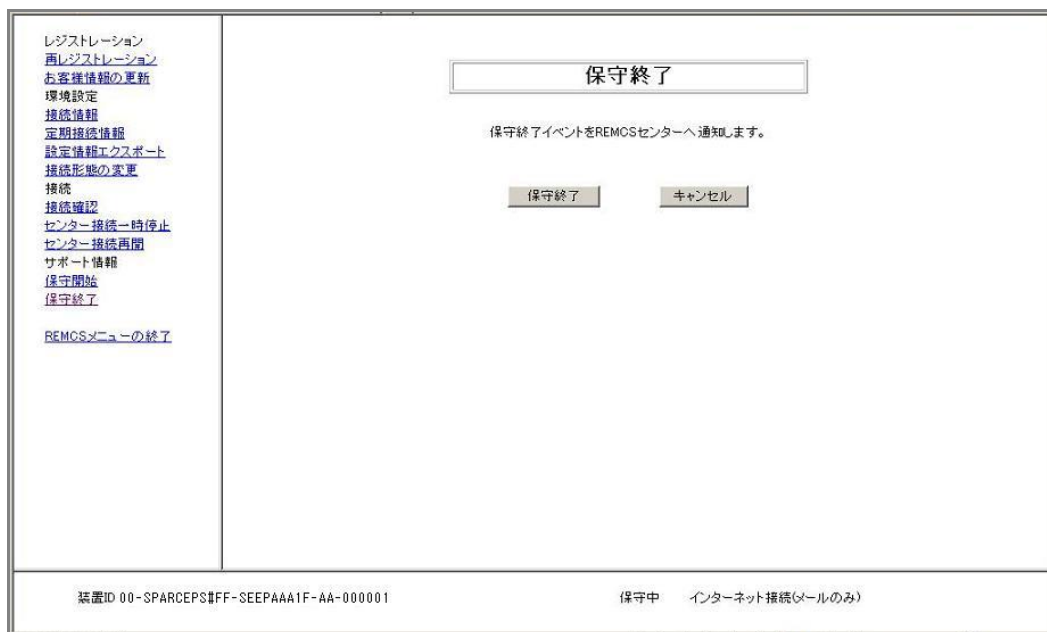 レジストレーション
再レジストレーション
お客様情報の更新
環境設定
接続情報
定期接続情報
設定情報エクスポート
接続形態の変更
接続
接続確認
センター接続一時停止
センター接続再開
サポート情報
保守開始
保守終了
REMCSメニューの終了
保守終了
保守終了イベントをREMCSセンターへ通知します。
保守終了 キャンセル
装置ID 00-SPARCEPS#FF-SEEPAAA1F-AA-000001 保守中 インターネット接続(メールのみ)